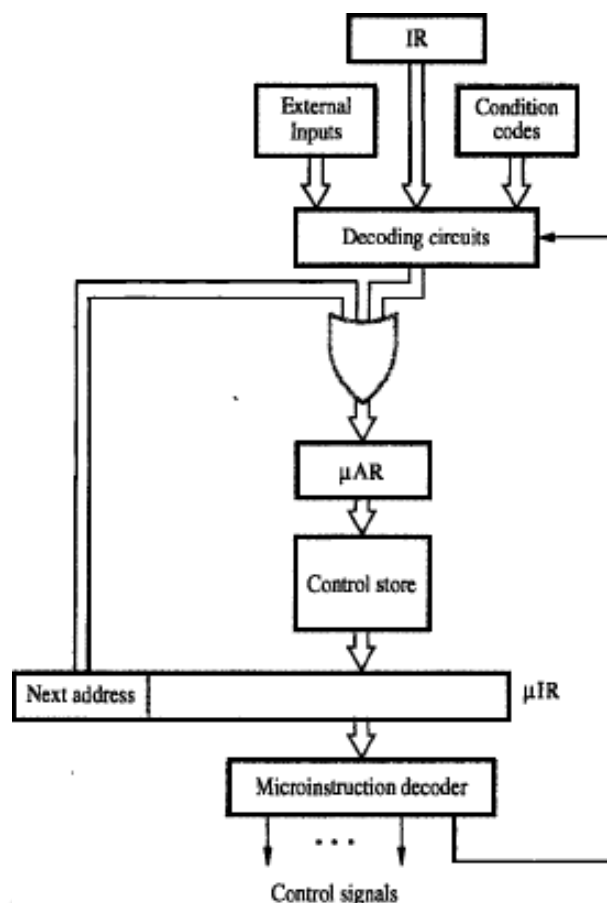 IR
External
Inputs
Condition
codes
Decoding circuits
μAR
Control store
Next address
μIR
Microinstruction decoder
• • •
Control signals